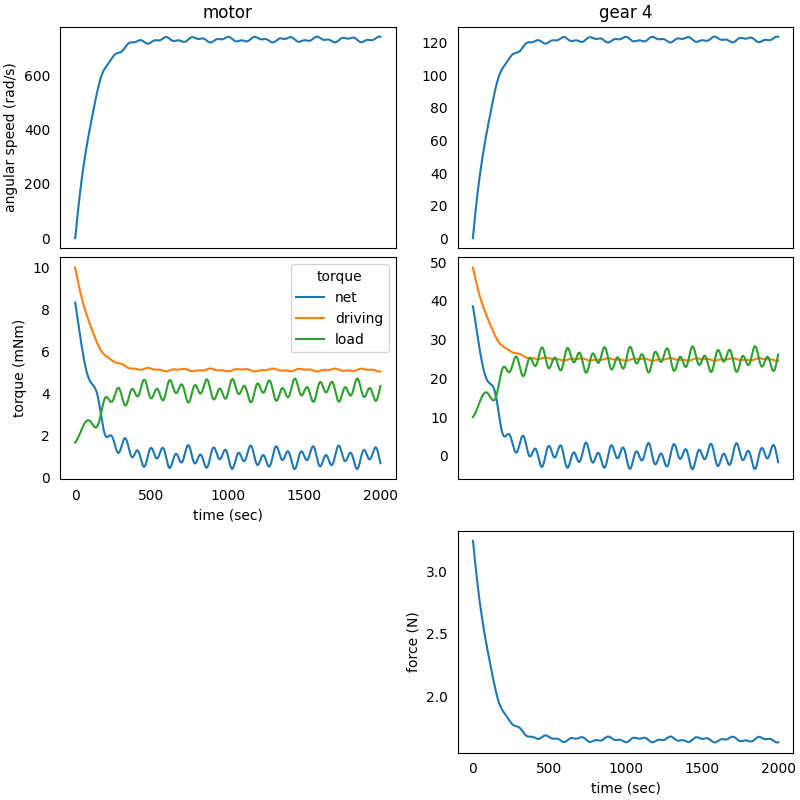 motor
gear 4
angular speed (rad/s)
600
400
200
0
120
100
80
60
40
20
0
torque (mNm)
10
8
6
4
2
0
torque
net
driving
load
50
40
30
20
10
0
0 500 1000 1500 2000
time (sec)
force (N)
3.0
2.5
2.0
0 500 1000 1500 2000
time (sec)